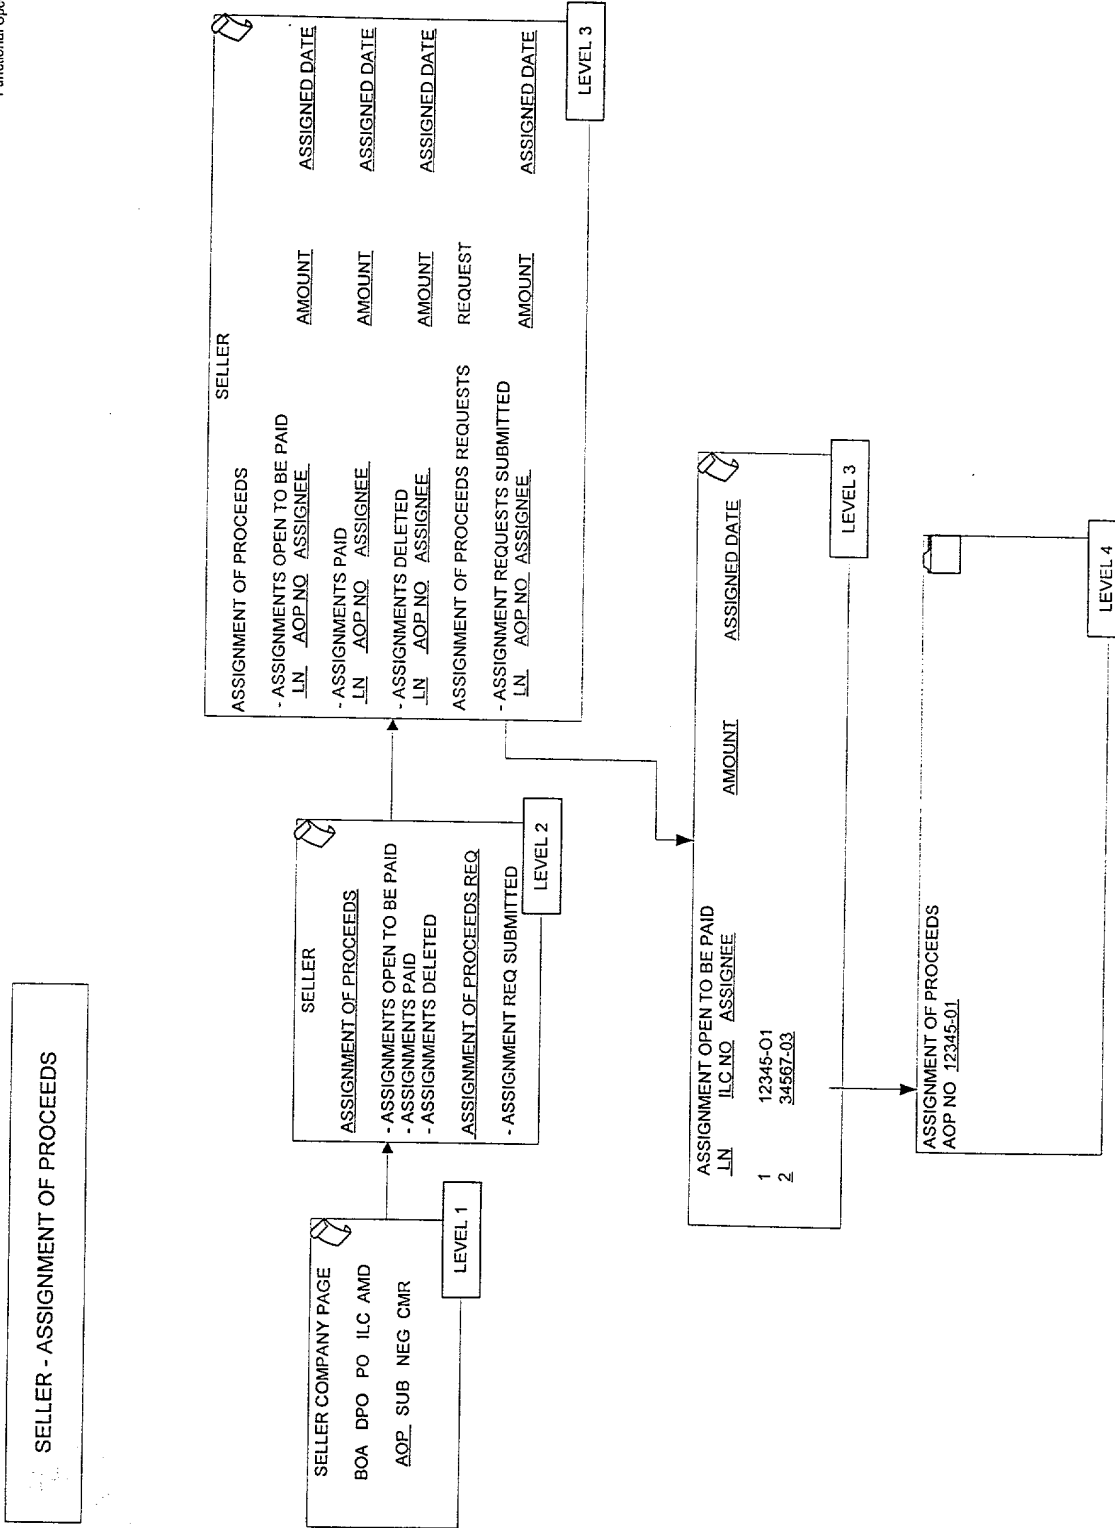 Functional Spe
SELLER - ASSIGNMENT OF PROCEEDS
SELLER COMPANY PAGE
BOA DPO PO ILC AMD
AOP SUB NEG CMR
LEVEL 1
SELLER
ASSIGNMENT OF PROCEEDS
- ASSIGNMENTS OPEN TO BE PAID
- ASSIGNMENTS PAID
- ASSIGNMENTS DELETED
ASSIGNMENT OF PROCEEDS REQ
- ASSIGNMENT REQ SUBMITTED
LEVEL 2
SELLER
ASSIGNMENT OF PROCEEDS
- ASSIGNMENTS OPEN TO BE PAID
LN AOP NO ASSIGNEE AMOUNT ASSIGNED DATE
- ASSIGNMENTS PAID
LN AOP NO ASSIGNEE AMOUNT ASSIGNED DATE
- ASSIGNMENTS DELETED
LN AOP NO ASSIGNEE AMOUNT ASSIGNED DATE
ASSIGNMENT OF PROCEEDS REQUESTS REQUEST
- ASSIGNMENT REQUESTS SUBMITTED
LN AOP NO ASSIGNEE AMOUNT ASSIGNED DATE
LEVEL 3
ASSIGNMENT OPEN TO BE PAID
LN ILC NO ASSIGNEE AMOUNT ASSIGNED DATE
1 12345-O1
2 34567-03
LEVEL 3
ASSIGNMENT OF PROCEEDS
AOP NO 12345-01
LEVEL 4